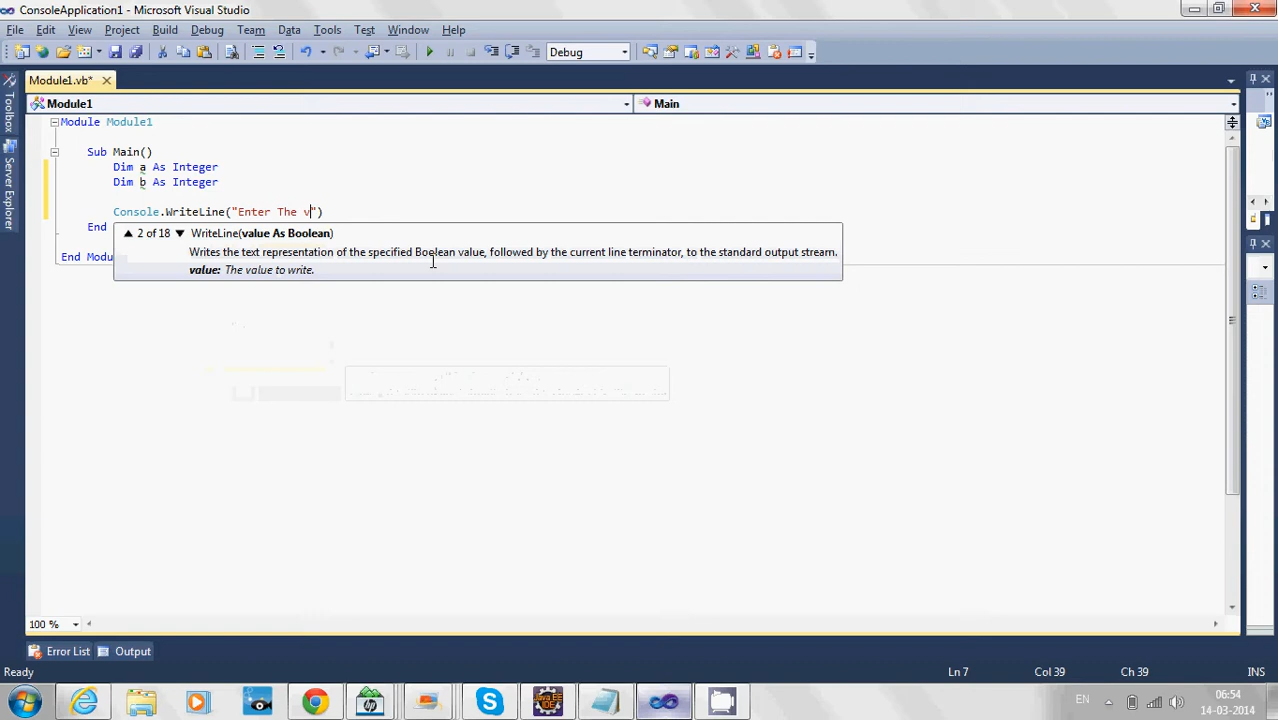 ConsoleApplication1 - Microsoft Visual Studio
File Edit View Project Build Debug Team Data Tools Test Window Help
Debug
Module1.vb*
Module1 Main
Toolbox
Server Explorer
Module Module1
Sub Main()
Dim a As Integer
Dim b As Integer
Console.WriteLine("Enter The v")
End
2 of 18 WriteLine(value As Boolean)
Writes the text representation of the specified Boolean value, followed by the current line terminator, to the standard output stream.
End Modu
value: The value to write.
100 %
Error List Output
Ready Ln 7 Col 39 Ch 39 INS
EN 06:54
14-03-2014